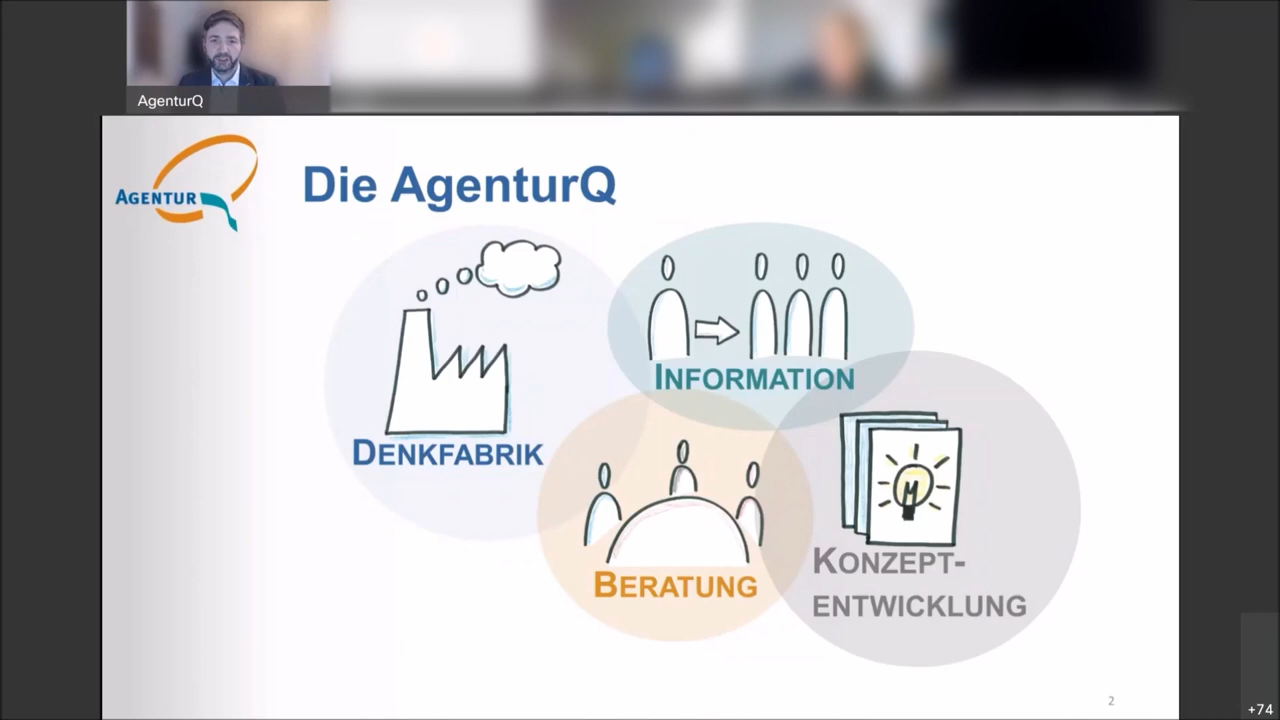 AgenturQ
AGENTUR
Die AgenturQ
INFORMATION
DENKFABRIK
BERATUNG
KONZEPT-
ENTWICKLUNG
2
+74